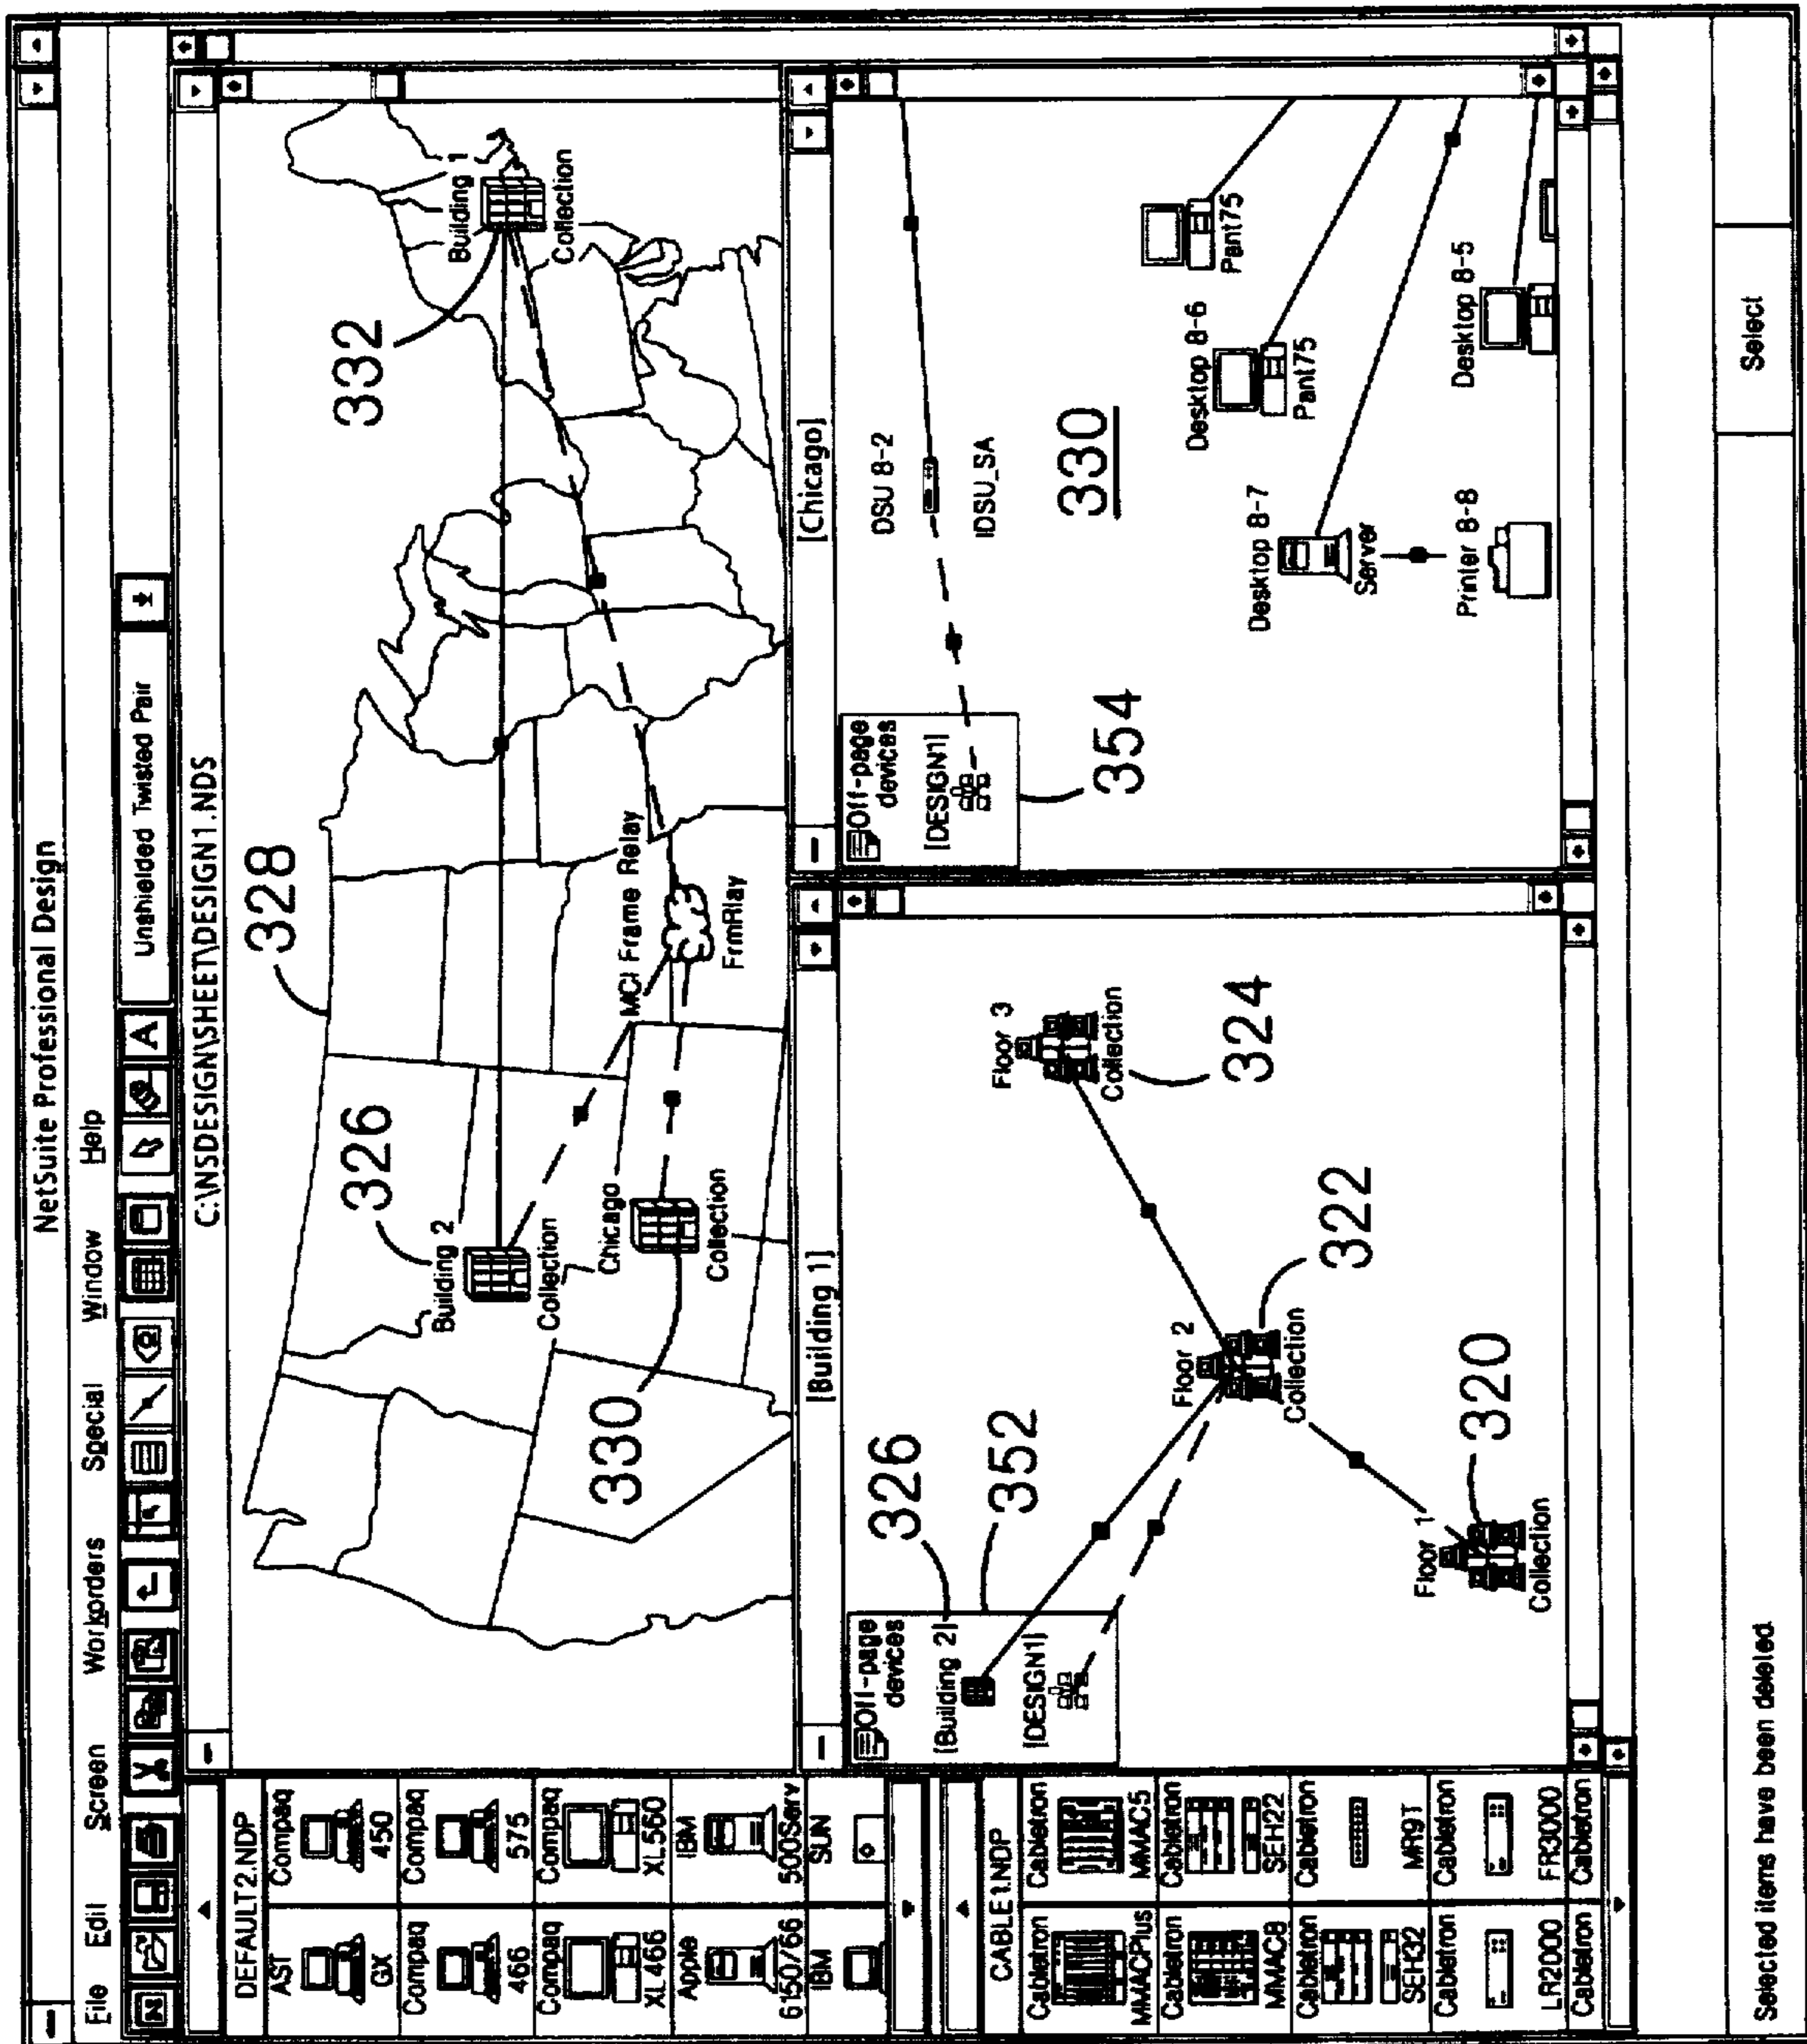 NetSuite Professional Design
File Edit Screen Workorders Special Window Help
N
A
Unshielded Twisted Pair
DEFAULT2.NDP
AST
GX
Compaq
450
Compaq
466
Compaq
575
Compaq
XL466
Compaq
XL560
Apple
6150/66
IBM
500Serv
IBM
SUN
CABLE1.NDP
Cabletron
MMACPlus
Cabletron
MMAC5
Cabletron
MMAC8
Cabletron
SEH22
Cabletron
SEH32
Cabletron
MR9T
Cabletron
LR2000
Cabletron
FR3000
Cabletron
Cabletron
C:\NSDESIGN\SHEET\DESIGN1.NDS
328
326
Building 2
Collection
Chicago
Collection
330
MCI Frame Relay
FrmRlay
332
Building 1
Collection
[Building 1]
Off-page
devices
[Building 2]
[DESIGN1]
326
352
Floor 1
Collection
320
Floor 2
Collection
322
Floor 3
Collection
324
[Chicago]
Off-page
devices
[DESIGN1]
354
DSU 8-2
IDSU_SA
330
Desktop 8-7
Server
Printer 8-8
Desktop 8-6
Pant75
Pant75
Desktop 8-5
Selected items have been deleted
Select